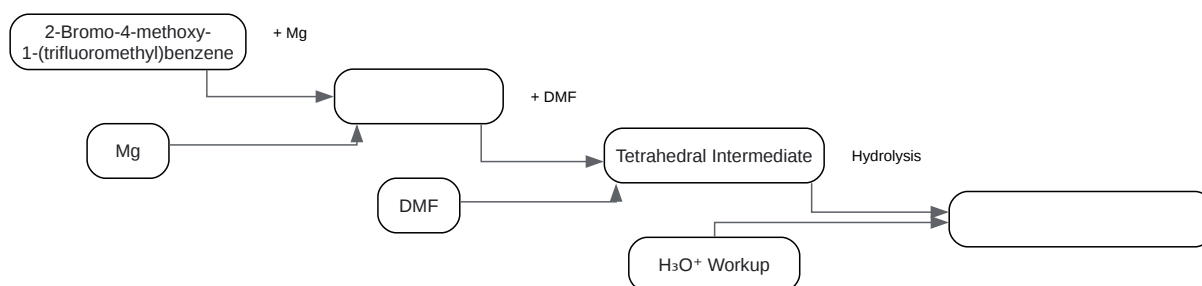 2-Bromo-4-methoxy-
1-(trifluoromethyl)benzene
+ Mg
+ DMF
Mg
Tetrahedral Intermediate
Hydrolysis
DMF
H₃O⁺ Workup